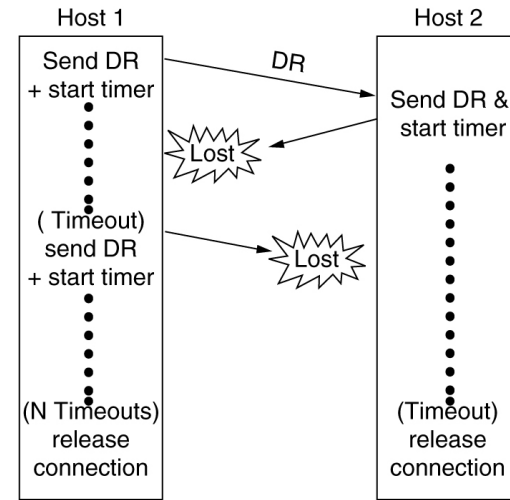 Host 1
Host 2
Send DR
+ start timer
DR
Send DR &
start timer
Lost
( Timeout)
send DR
+ start timer
Lost
(N Timeouts)
release
connection
(Timeout)
release
connection